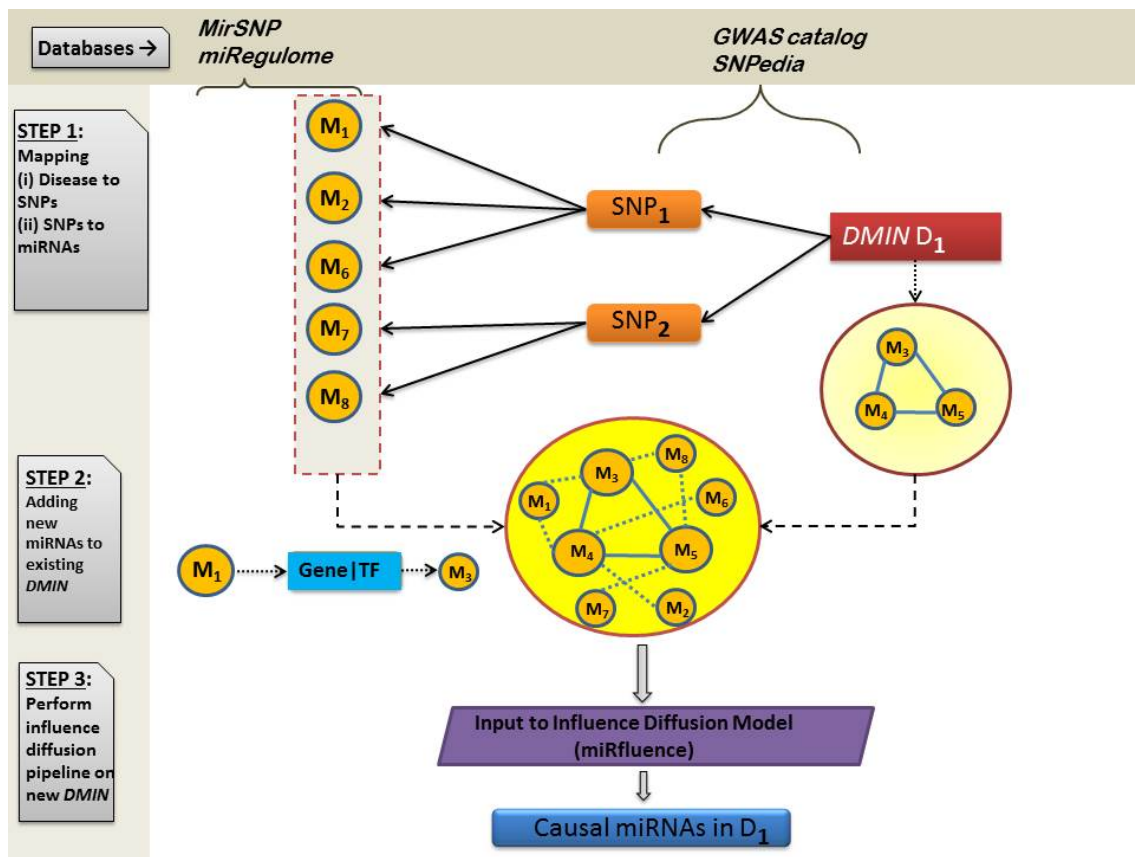 Databases →
MirSNP
miRegulome
GWAS catalog
SNPedia
STEP 1:
Mapping
(i) Disease to
SNPs
(ii) SNPs to
miRNAs
M1
M2
M6
M7
M8
SNP1
SNP2
DMIN D1
M3
M4
M5
STEP 2:
Adding
new
miRNAs to
existing
DMIN
M1
Gene|TF
M3
M3
M8
M1
M6
M4
M5
M7
M2
STEP 3:
Perform
influence
diffusion
pipeline on
new DMIN
Input to Influence Diffusion Model
(miRfluence)
Causal miRNAs in D1